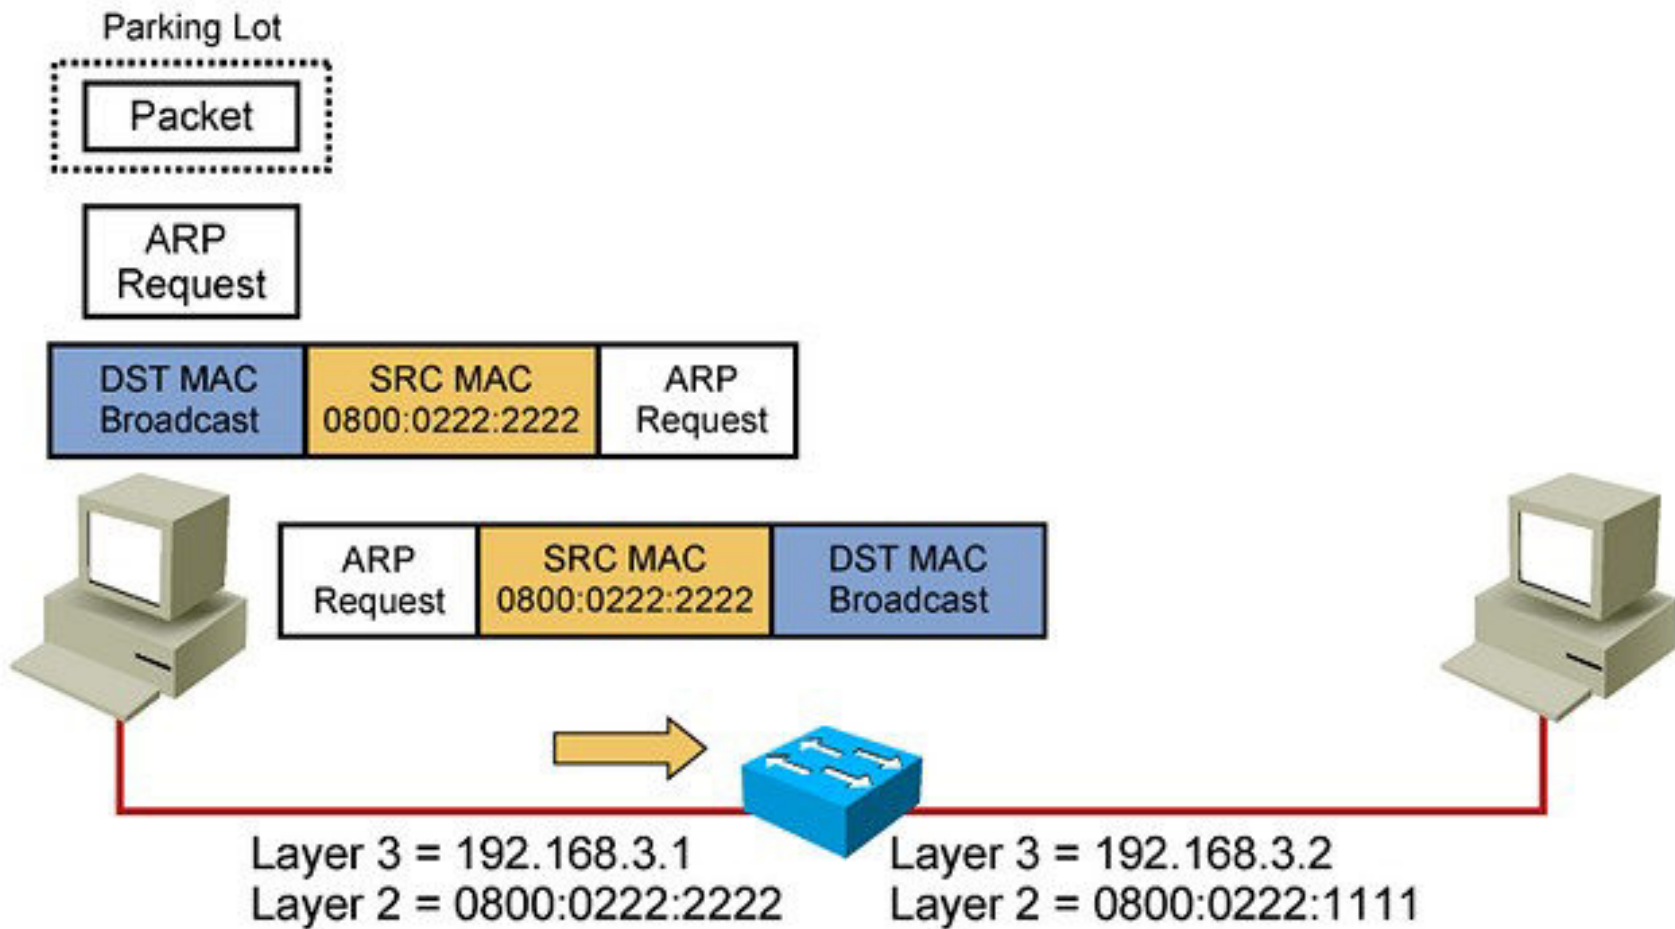 Parking Lot
Packet
ARP
Request
DST MAC
Broadcast
SRC MAC
0800:0222:2222
ARP
Request
ARP
Request
SRC MAC
0800:0222:2222
DST MAC
Broadcast
Layer 3 = 192.168.3.1
Layer 2 = 0800:0222:2222
Layer 3 = 192.168.3.2
Layer 2 = 0800:0222:1111